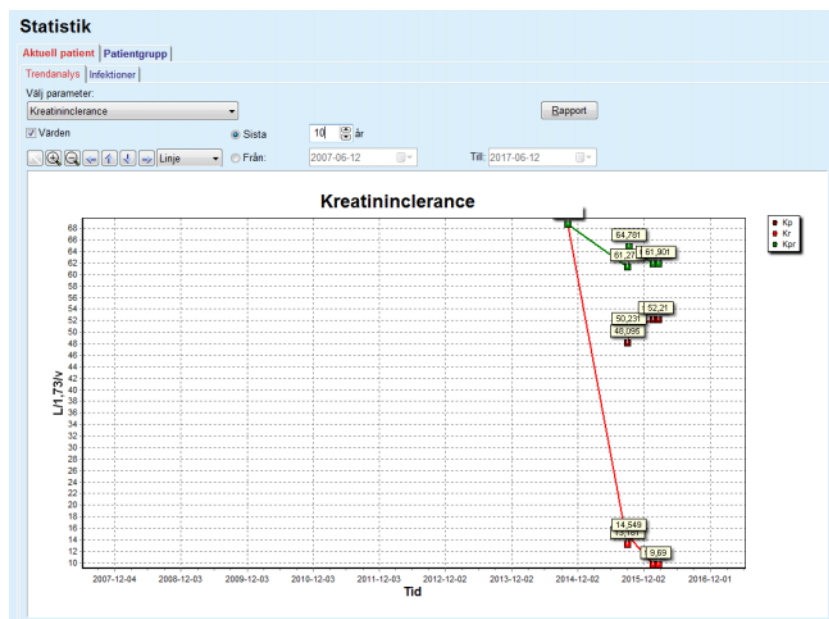 Statistik
Aktuell patient Patientgrupp
Trendanalys Infektioner
Välj parameter:
Kreatininclerance Rapport
Värden Sista 10 år
Linje Från: 2007-06-12 Till: 2017-06-12
Kreatininclerance
Kp
Kr
Kpr
68
66
64
62
60
58
56
54
52
50
48
46
44
42
40
38
36
34
32
30
28
26
24
22
20
18
16
14
12
10
L/1,73/v
64,781
61,27
61,901
52,21
50,231
48,095
14,549
9,69
2007-12-04 2008-12-03 2009-12-03 2010-12-03 2011-12-03 2012-12-02 2013-12-02 2014-12-02 2015-12-02 2016-12-01
Tid